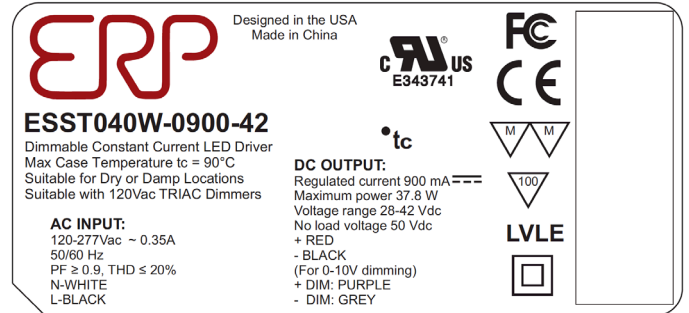 ERP
Designed in the USA
Made in China
ESST040W-0900-42
Dimmable Constant Current LED Driver
Max Case Temperature tc = 90°C
Suitable for Dry or Damp Locations
Suitable with 120Vac TRIAC Dimmers
AC INPUT:
120-277Vac ~ 0.35A
50/60 Hz
PF ≥ 0.9, THD ≤ 20%
N-WHITE
L-BLACK
C RU US
E343741
•tc
DC OUTPUT:
Regulated current 900 mA
Maximum power 37.8 W
Voltage range 28-42 Vdc
No load voltage 50 Vdc
+ RED
- BLACK
(For 0-10V dimming)
+ DIM: PURPLE
- DIM: GREY
FC
CE
M M
100
LVLE